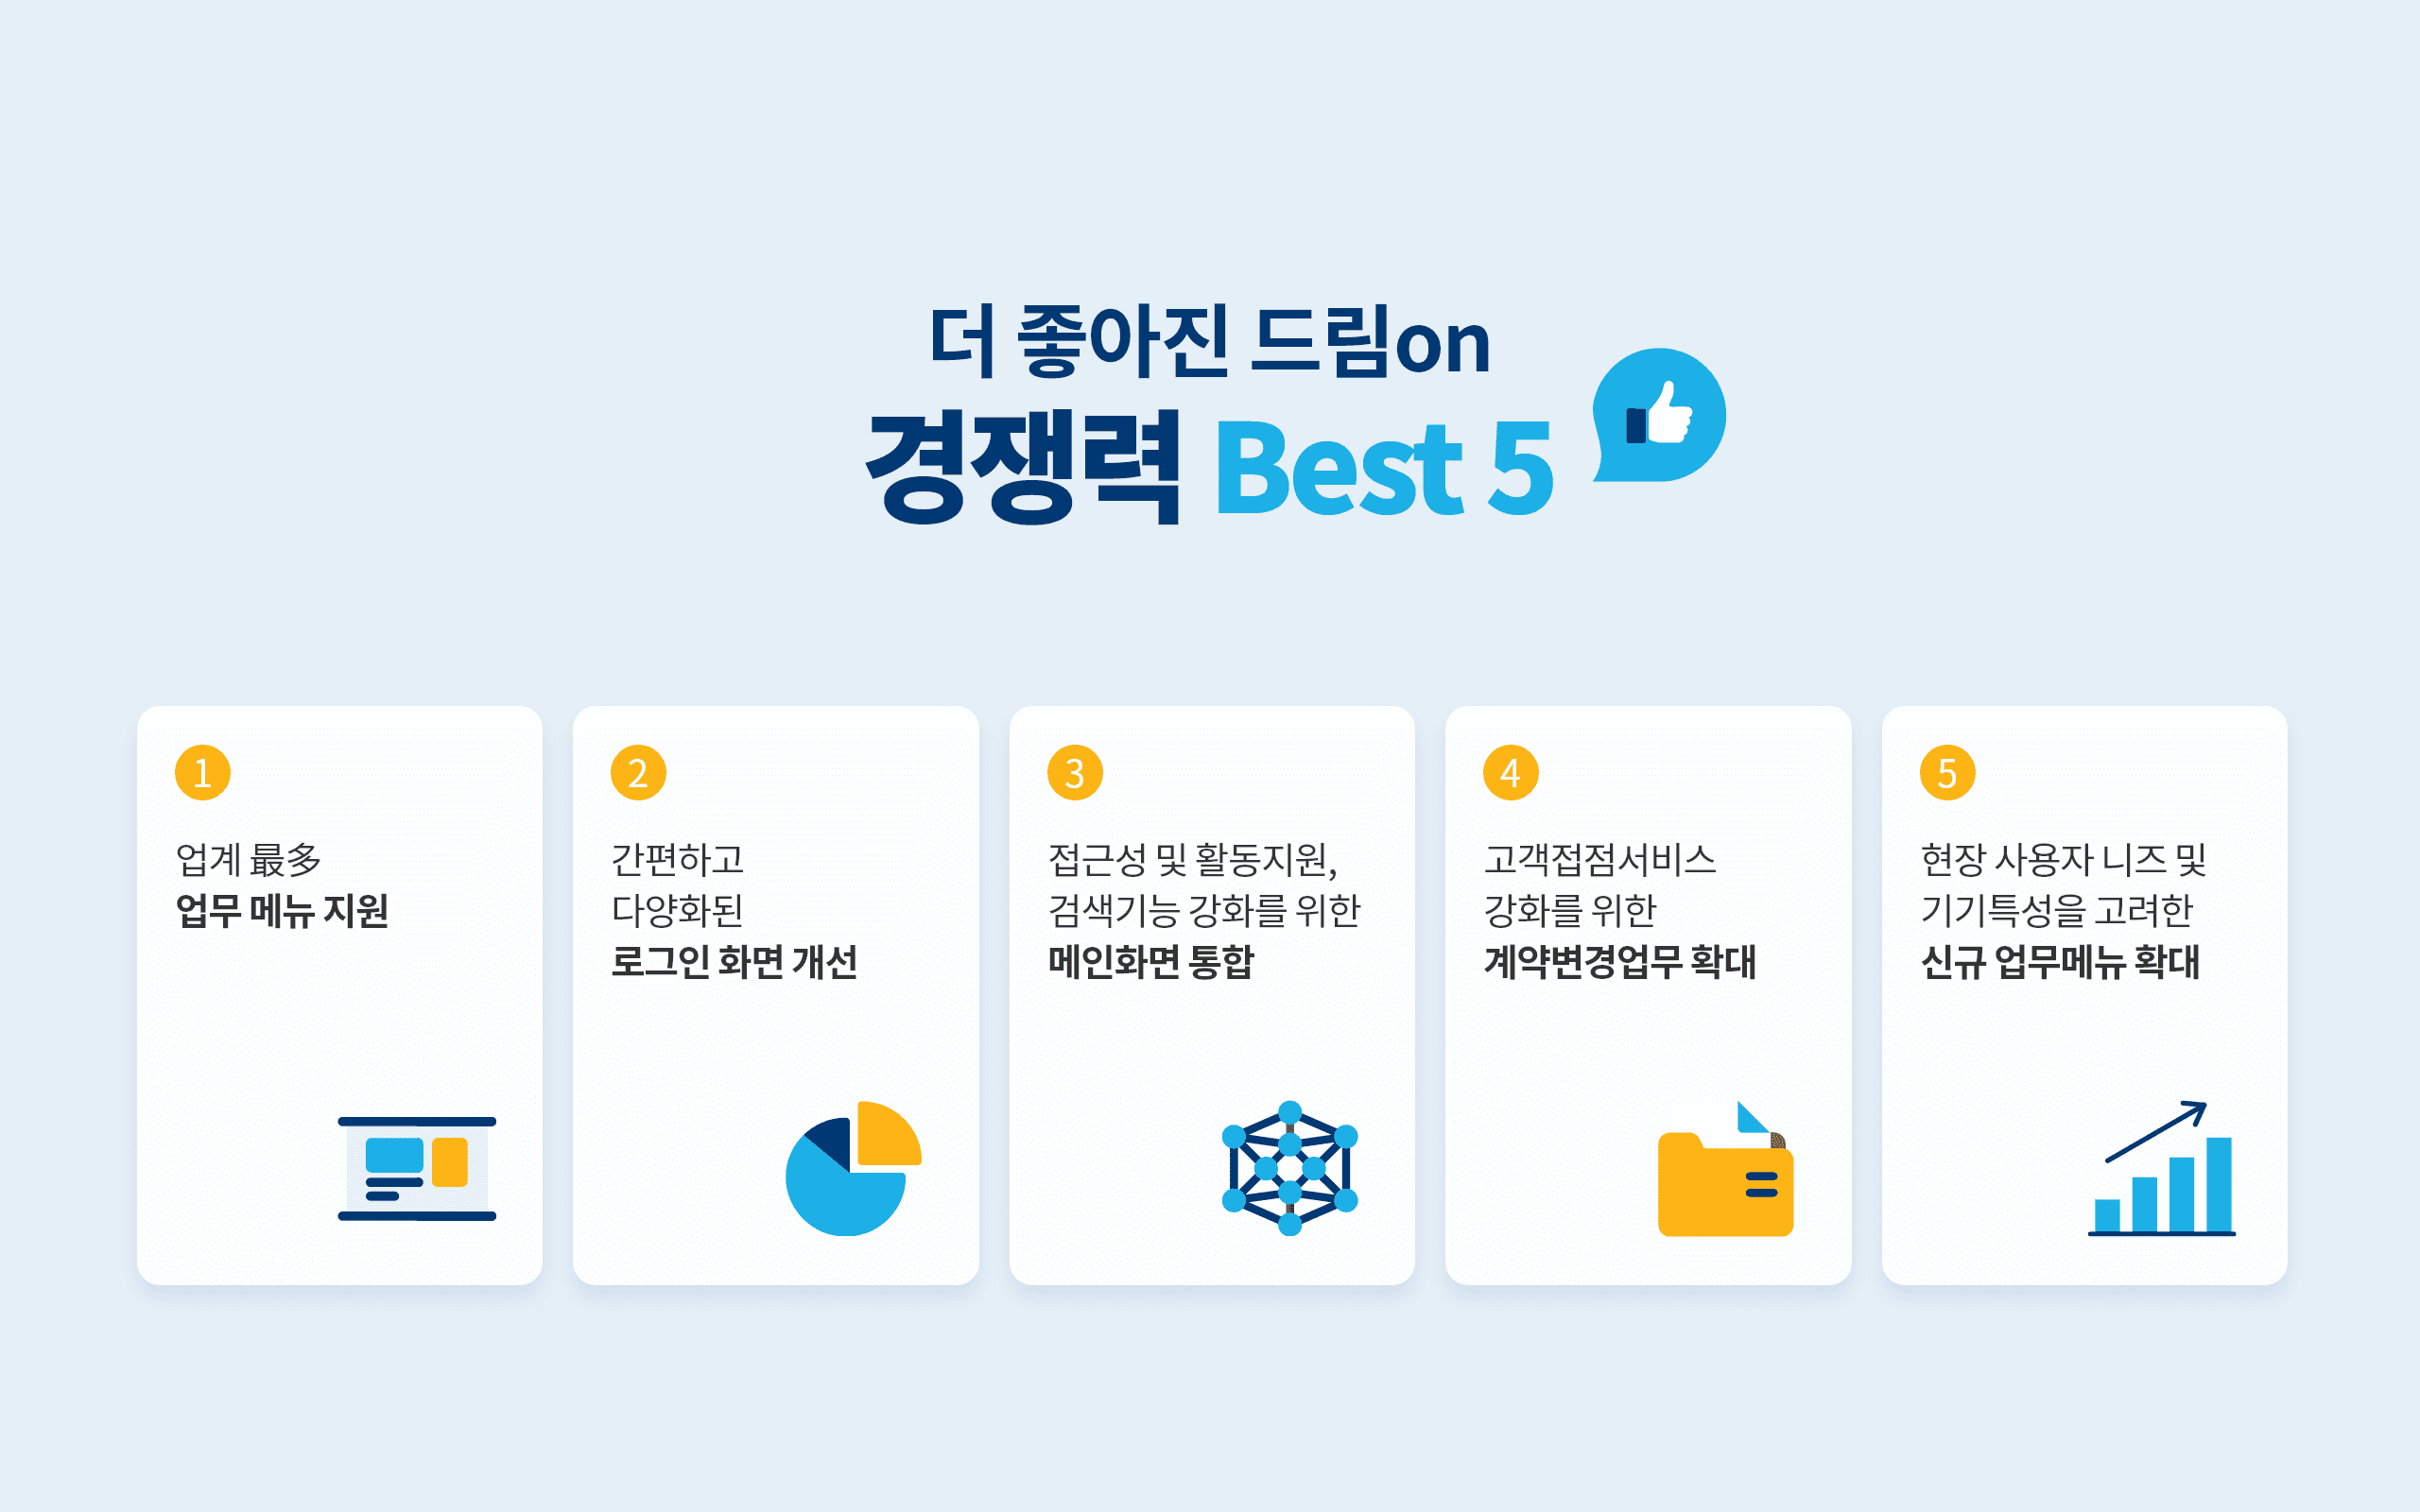 더 좋아진 드림on
경쟁력 Best 5
1
업계 最多
업무 메뉴 지원
2
간편하고
다양화된
로그인 화면 개선
3
접근성 및 활동지원,
검색기능 강화를 위한
메인화면 통합
4
고객접점서비스
강화를 위한
계약변경업무 확대
5
현장 사용자 니즈 및
기기특성을 고려한
신규 업무메뉴 확대